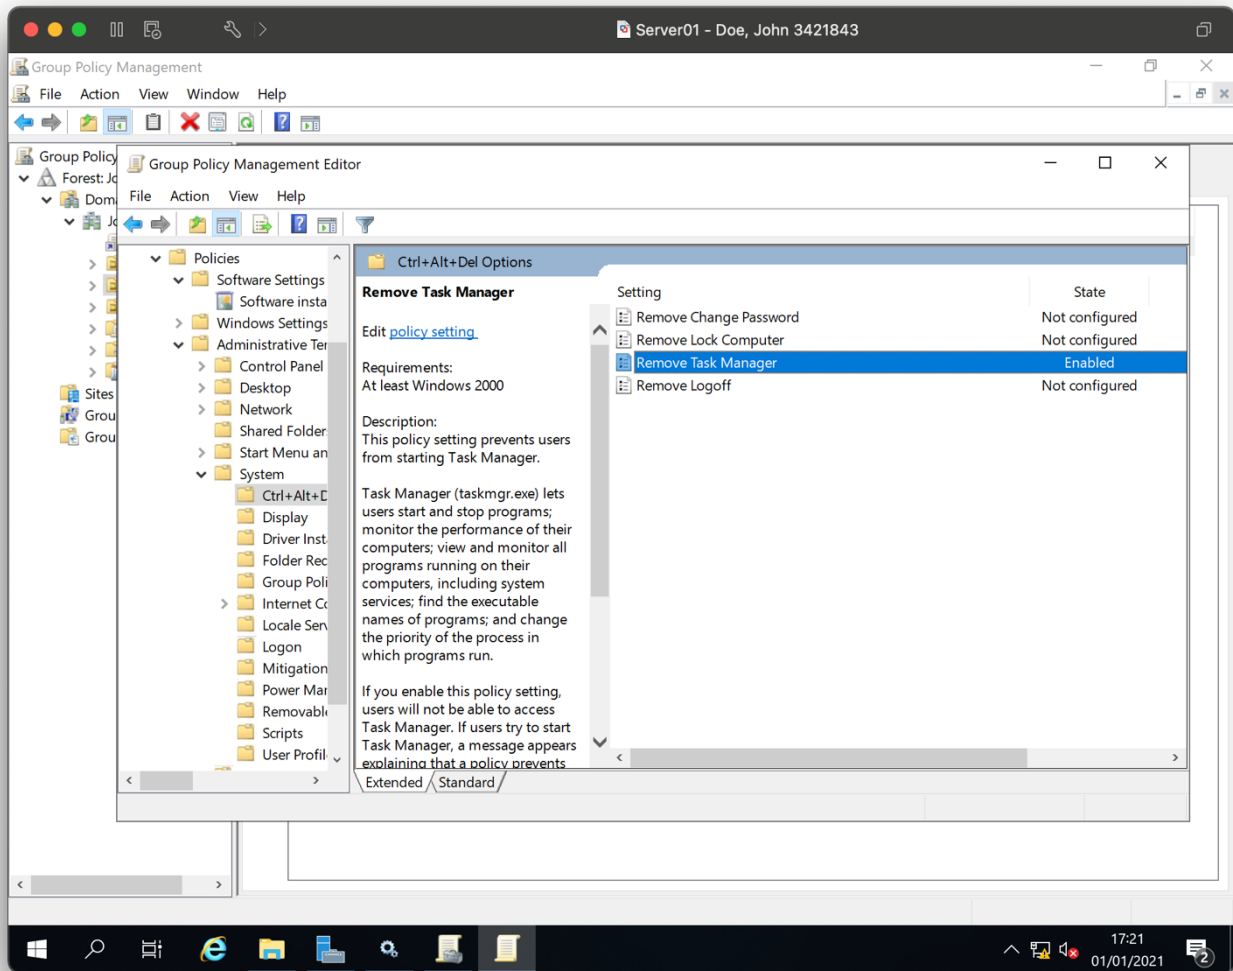 Server01 - Doe, John 3421843
Group Policy Management
File Action View Window Help
Group Policy
Forest: Jo
Doma
Jo
Sites
Grou
Grou
Group Policy Management Editor
File Action View Help
Policies
Software Settings
Software insta
Windows Settings
Administrative Ter
Control Panel
Desktop
Network
Shared Folder
Start Menu an
System
Ctrl+Alt+D
Display
Driver Inst
Folder Rec
Group Poli
Internet Co
Locale Serv
Logon
Mitigation
Power Mar
Removable
Scripts
User Profil
Ctrl+Alt+Del Options
Remove Task Manager
Edit policy setting
Requirements:
At least Windows 2000
Description:
This policy setting prevents users
from starting Task Manager.
Task Manager (taskmgr.exe) lets
users start and stop programs;
monitor the performance of their
computers; view and monitor all
programs running on their
computers, including system
services; find the executable
names of programs; and change
the priority of the process in
which programs run.
If you enable this policy setting,
users will not be able to access
Task Manager. If users try to start
Task Manager, a message appears
explaining that a policy prevents
Setting State
Remove Change Password Not configured
Remove Lock Computer Not configured
Remove Task Manager Enabled
Remove Logoff Not configured
Extended Standard
17:21
01/01/2021
2